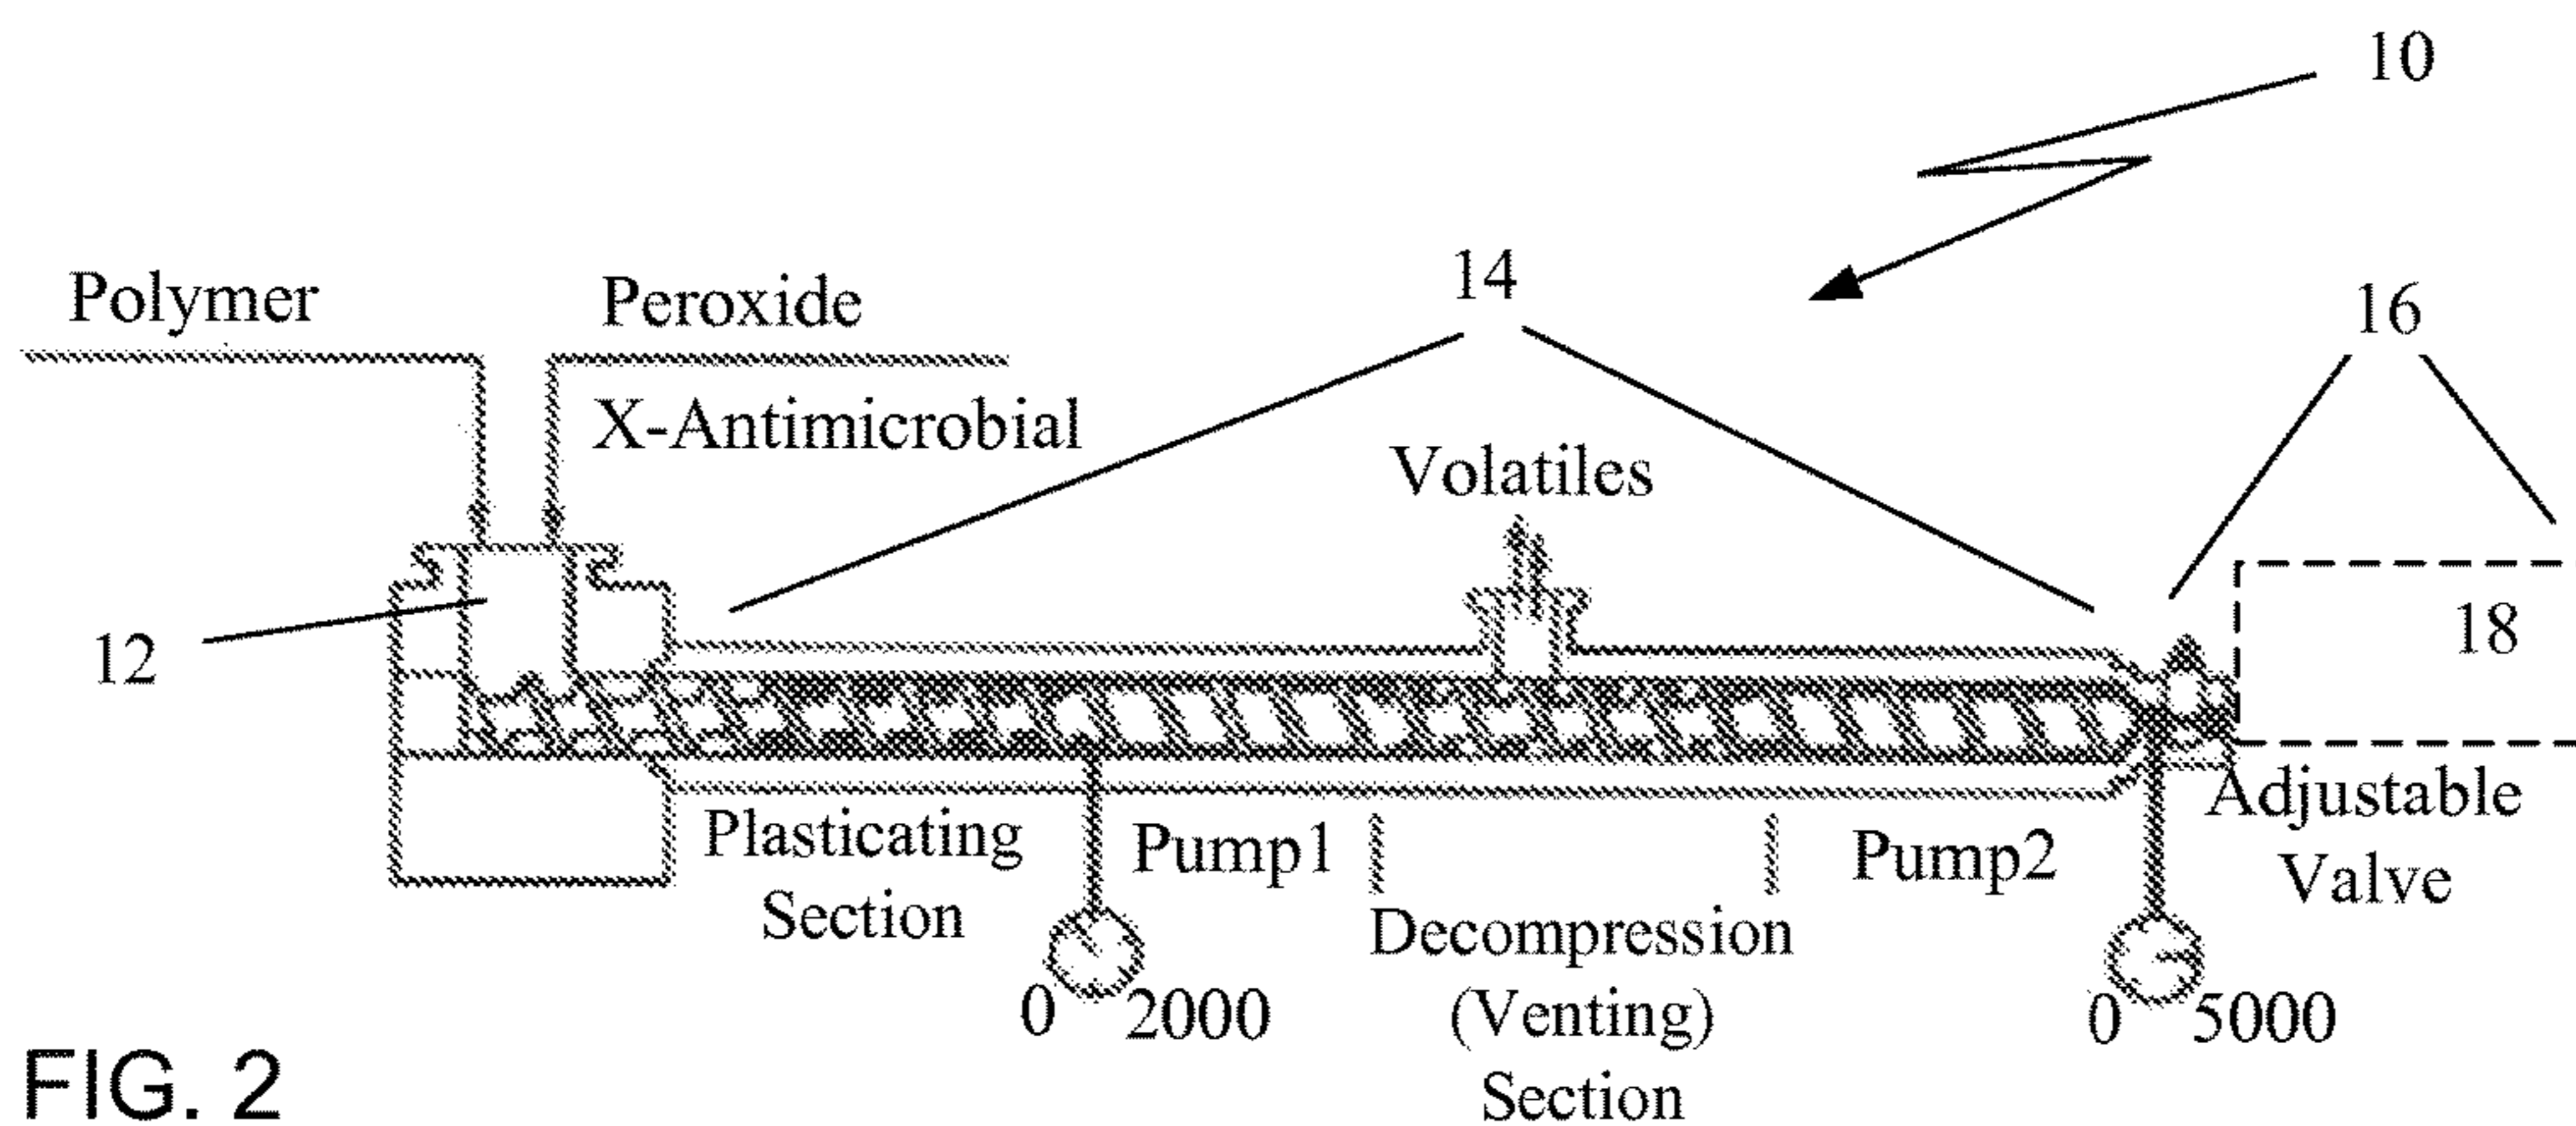 10
14
16
Polymer
Peroxide
X-Antimicrobial
Volatiles
12
18
Plasticating
Section
Pump1
Decompression
(Venting)
Section
Pump2
Adjustable
Valve
0 2000
0 5000
FIG. 2